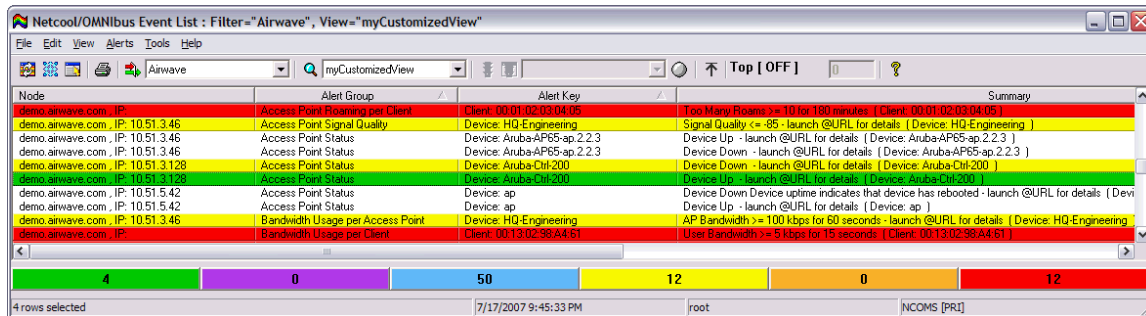 Netcool/OMNIbus Event List : Filter="Airwave", View="myCustomizedView"
File Edit View Alerts Tools Help
Airwave myCustomizedView Top [ OFF ] 0
Node Alert Group Alert Key Summary
demo.airwave.com , IP: Access Point Roaming per Client Client: 00:01:02:03:04:05 Too Many Roams >= 10 for 180 minutes ( Client: 00:01:02:03:04:05 )
demo.airwave.com , IP: 10.51.3.46 Access Point Signal Quality Device: HQ-Engineering Signal Quality <= -85 - launch @URL for details ( Device: HQ-Engineering )
demo.airwave.com , IP: 10.51.3.46 Access Point Status Device: Aruba-AP65-ap.2.2.3 Device Up - launch @URL for details ( Device: Aruba-AP65-ap.2.2.3 )
demo.airwave.com , IP: 10.51.3.46 Access Point Status Device: Aruba-AP65-ap.2.2.3 Device Down - launch @URL for details ( Device: Aruba-AP65-ap.2.2.3 )
demo.airwave.com , IP: 10.51.3.128 Access Point Status Device: Aruba-Ctrl-200 Device Down - launch @URL for details ( Device: Aruba-Ctrl-200 )
demo.airwave.com , IP: 10.51.3.128 Access Point Status Device: Aruba-Ctrl-200 Device Up - launch @URL for details ( Device: Aruba-Ctrl-200 )
demo.airwave.com , IP: 10.51.5.42 Access Point Status Device: ap Device Down Device uptime indicates that device has rebooted - launch @URL for details ( Devi
demo.airwave.com , IP: 10.51.5.42 Access Point Status Device: ap Device Up - launch @URL for details ( Device: ap )
demo.airwave.com , IP: 10.51.3.46 Bandwidth Usage per Access Point Device: HQ-Engineering AP Bandwidth >= 100 kbps for 60 seconds - launch @URL for details ( Device: HQ-Engineering
demo.airwave.com , IP: Bandwidth Usage per Client Client: 00:13:02:98:A4:61 User Bandwidth >= 5 kbps for 15 seconds ( Client: 00:13:02:98:A4:61 )
4 0 50 12 0 12
4 rows selected 7/17/2007 9:45:33 PM root NCOMS [PRI]